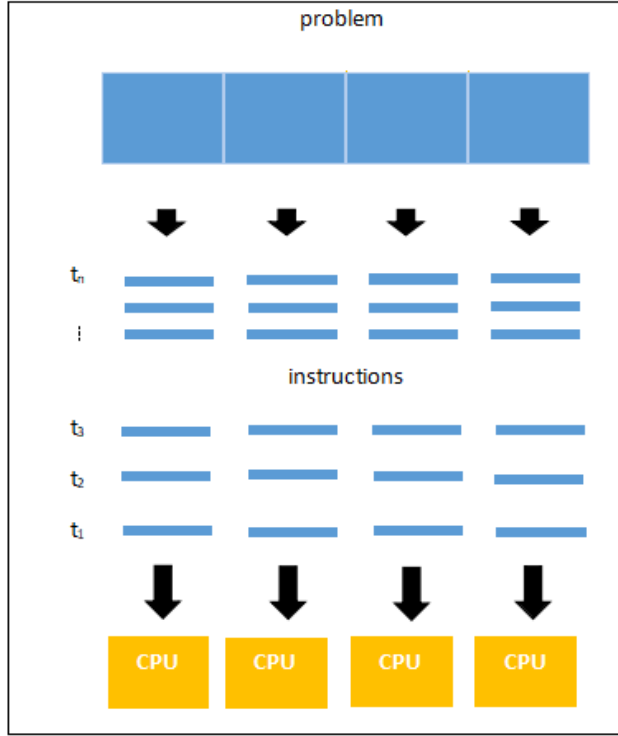 problem
tₙ
⋮
instructions
t₃
t₂
t₁
CPU CPU CPU CPU